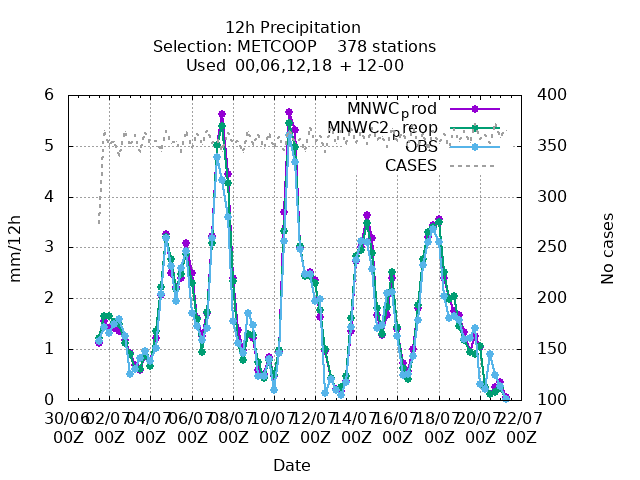 12h Precipitation
Selection: METCOOP    378 stations
Used  00,06,12,18  + 12-00
6
5
4
3
2
1
0
400
350
300
250
200
150
100
mm/12h
No cases
MNWC_prod
MNWC2_preop
OBS
CASES
30/06 02/07 04/07 06/07 08/07 10/07 12/07 14/07 16/07 18/07 20/07 22/07
00Z 00Z 00Z 00Z 00Z 00Z 00Z 00Z 00Z 00Z 00Z 00Z
Date